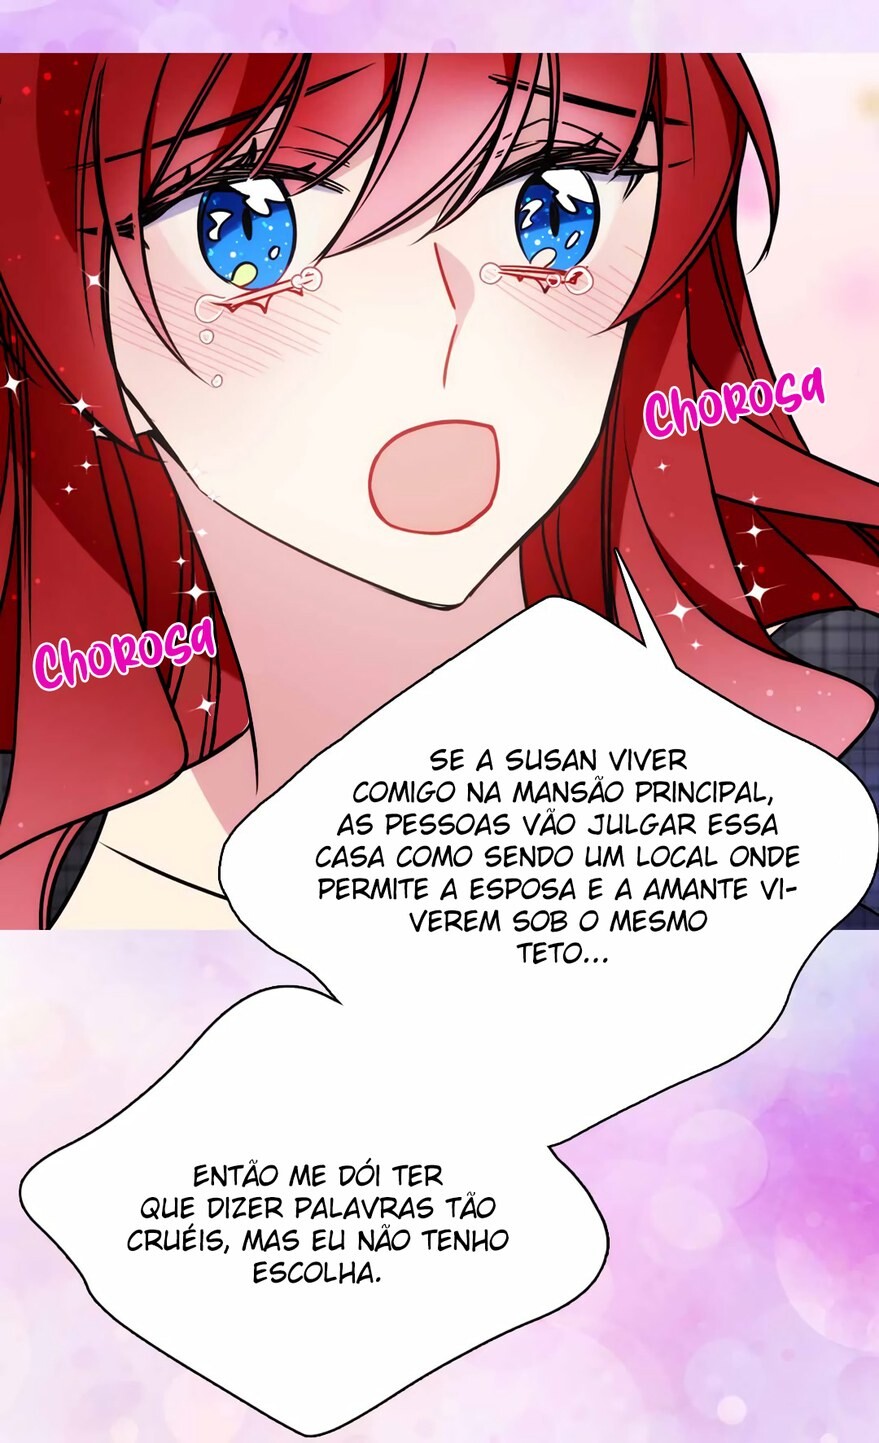 Chorosa
Chorosa
SE A SUSAN VIVER
COMIGO NA MANSÃO PRINCIPAL,
AS PESSOAS VÃO JULGAR ESSA
CASA COMO SENDO UM LOCAL ONDE
PERMITE A ESPOSA E A AMANTE VI-
VEREM SOB O MESMO
TETO...
ENTÃO ME DÓI TER
QUE DIZER PALAVRAS TÃO
CRUÉIS, MAS EU NÃO TENHO
ESCOLHA.